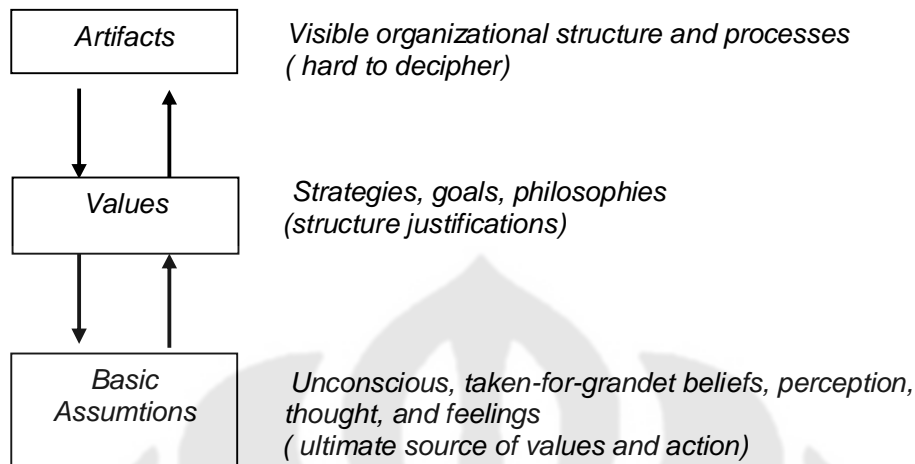 Artifacts
Visible organizational structure and processes
( hard to decipher)
Values
Strategies, goals, philosophies
(structure justifications)
Basic
Assumtions
Unconscious, taken-for-grandet beliefs, perception,
thought, and feelings
( ultimate source of values and action)